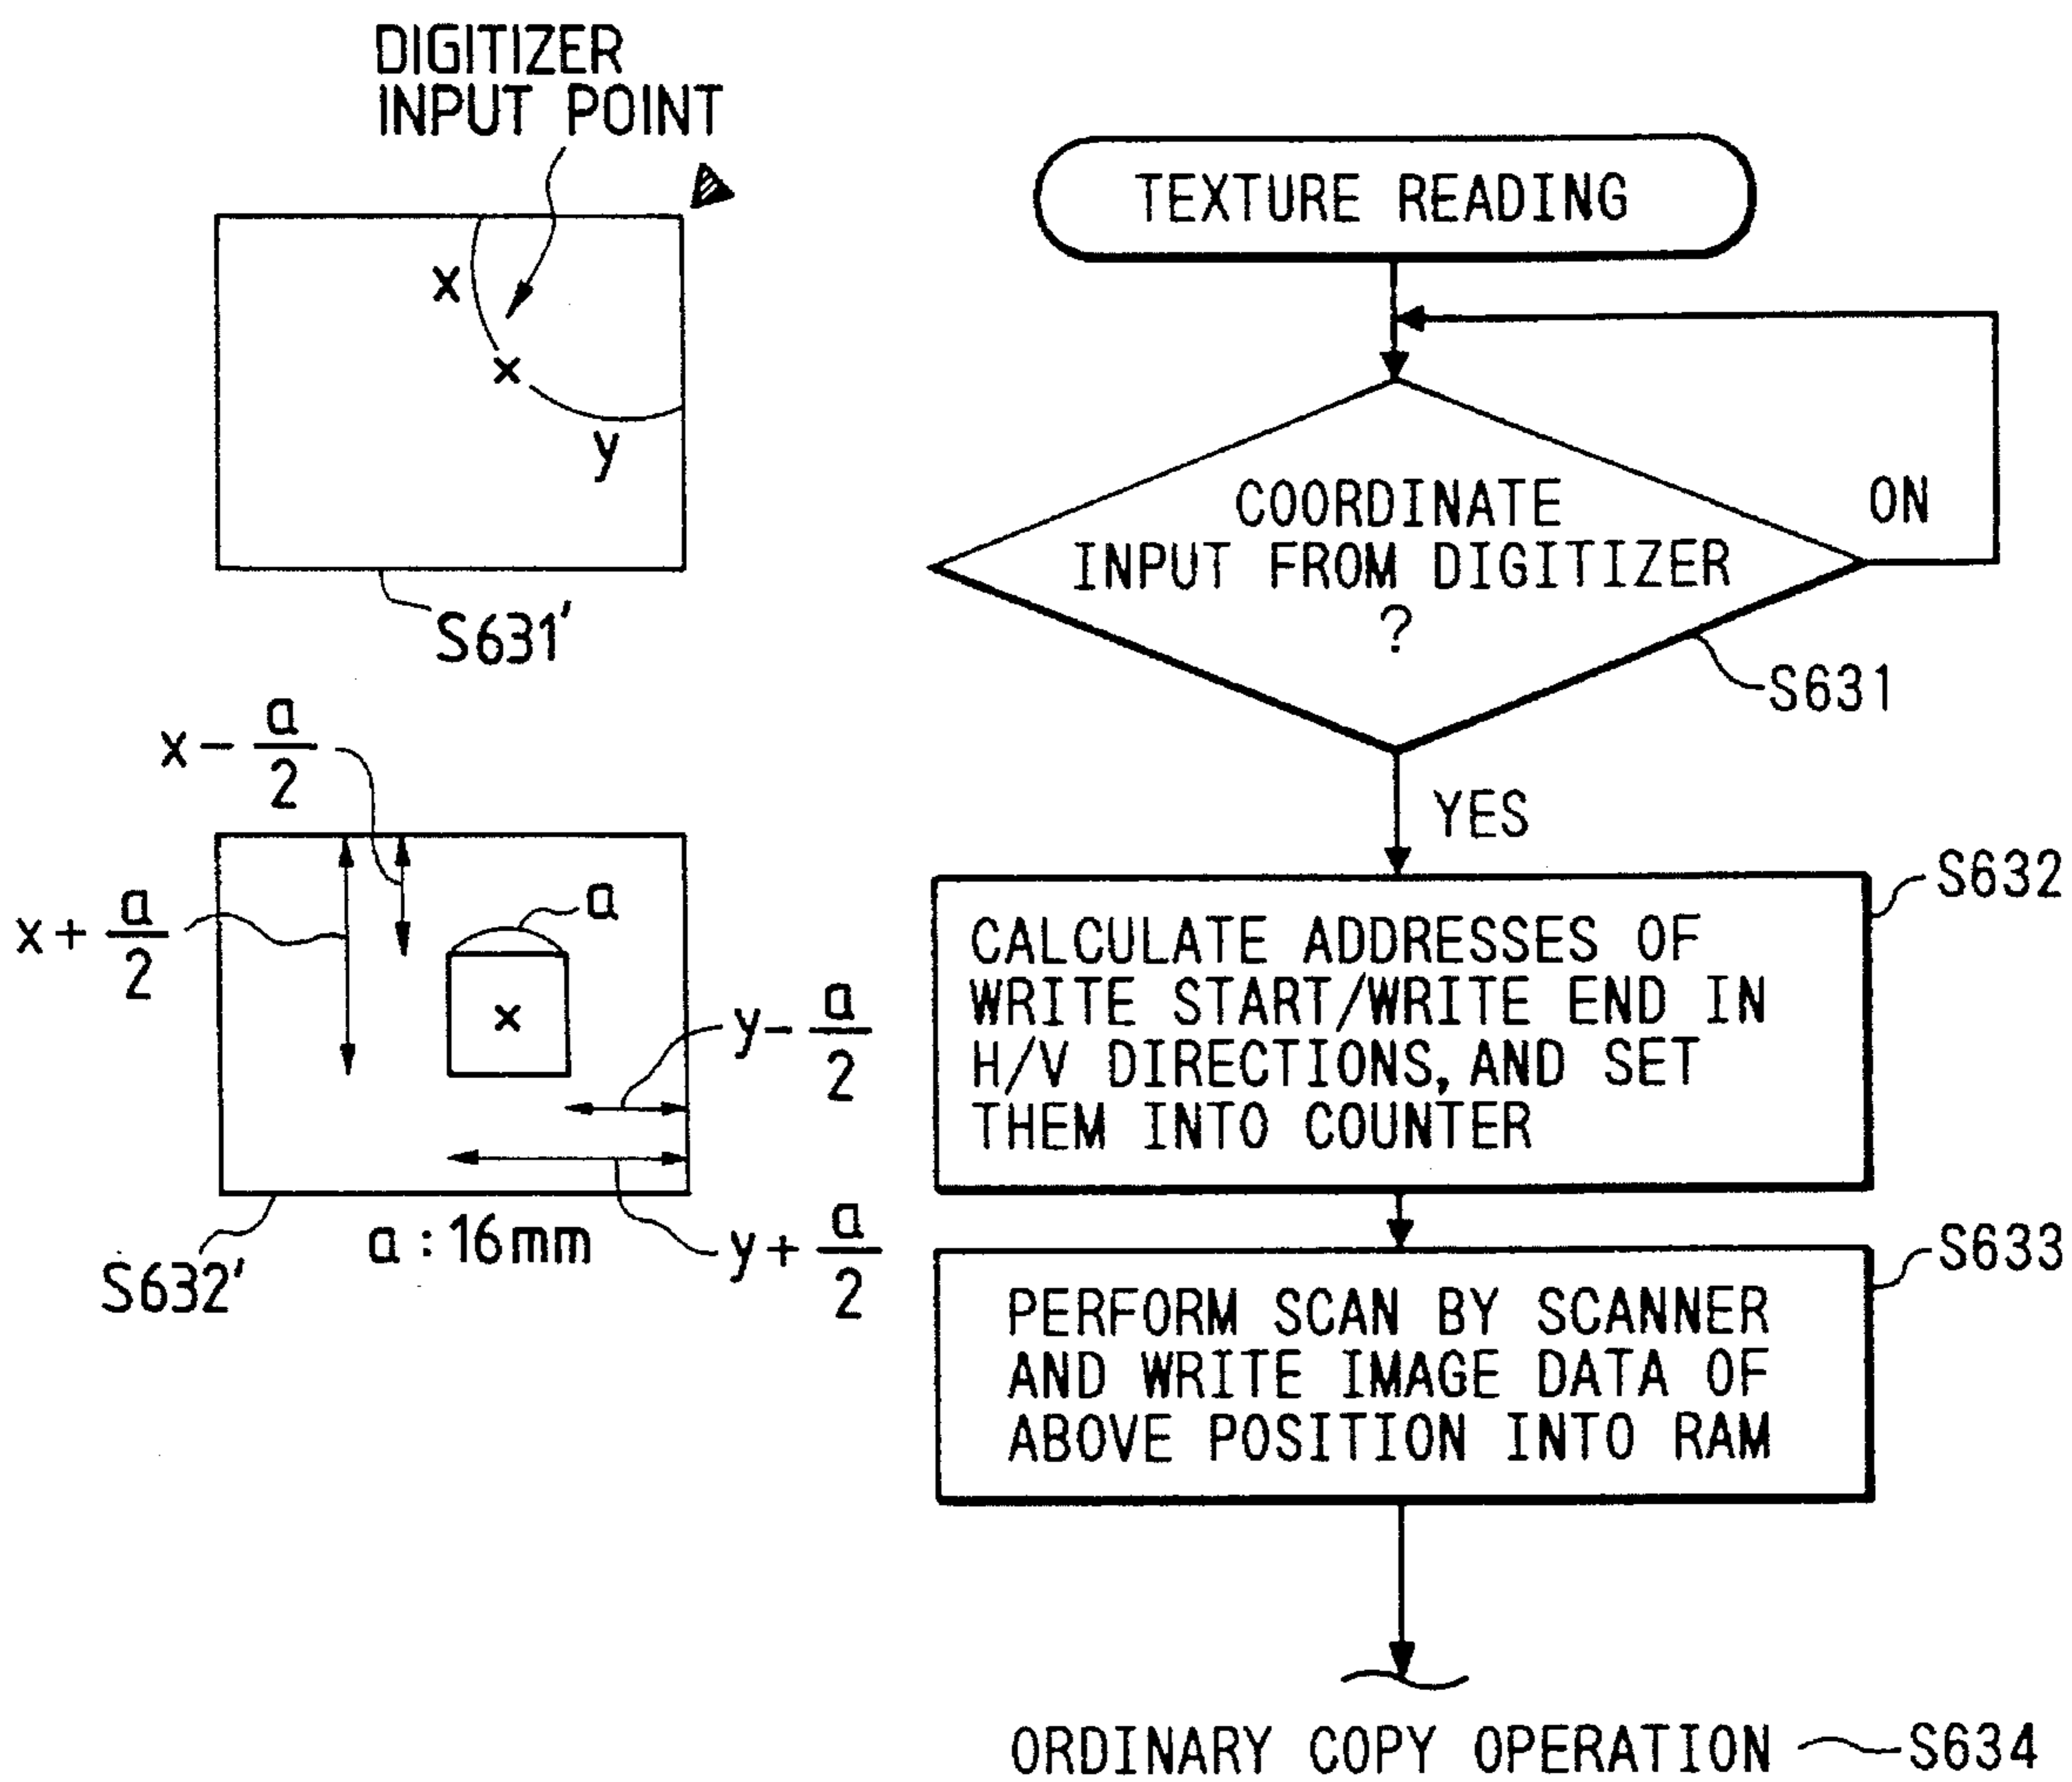 DIGITIZER
INPUT POINT
x
x
y
S631'
x - a/2
x + a/2
a
x
y - a/2
y + a/2
a : 16mm
S632'
TEXTURE READING
COORDINATE
INPUT FROM DIGITIZER
?
ON
S631
YES
S632
CALCULATE ADDRESSES OF
WRITE START/WRITE END IN
H/V DIRECTIONS, AND SET
THEM INTO COUNTER
S633
PERFORM SCAN BY SCANNER
AND WRITE IMAGE DATA OF
ABOVE POSITION INTO RAM
ORDINARY COPY OPERATION
S634